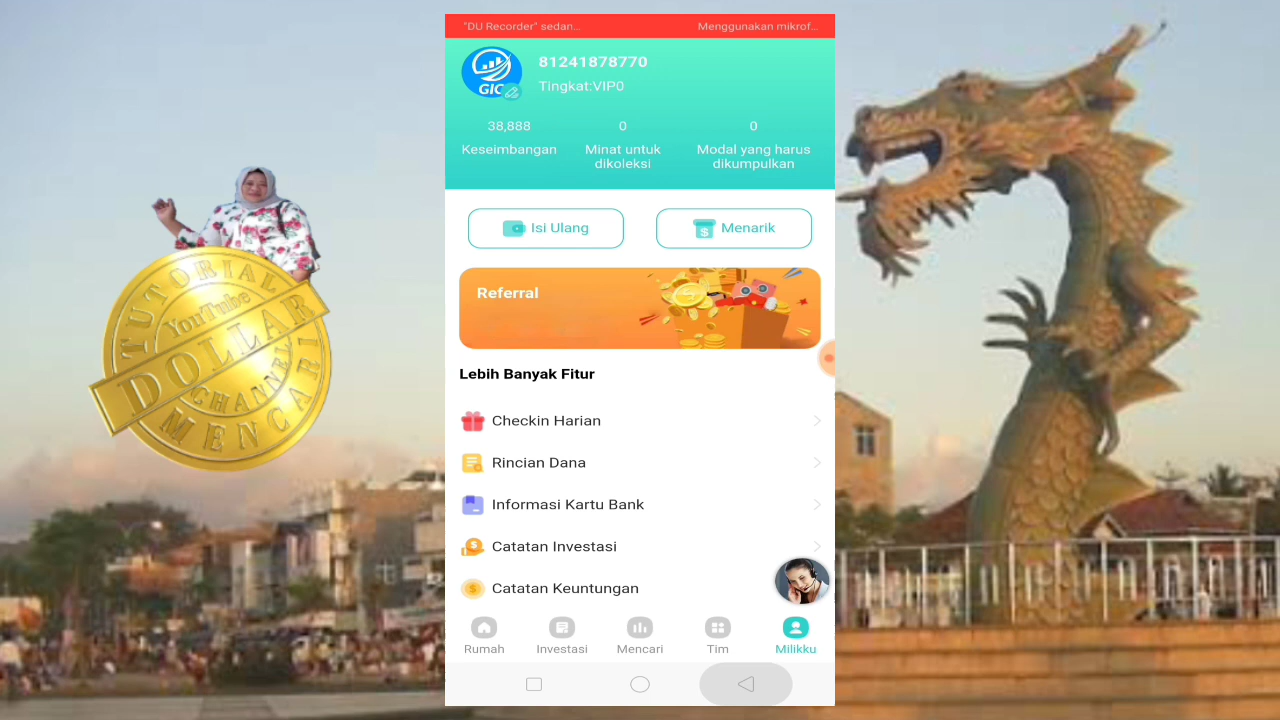 "DU Recorder" sedan...
Menggunakan mikrof...
GIC
81241878770
Tingkat:VIP0
38,888
0
0
Keseimbangan
Minat untuk
dikoleksi
Modal yang harus
dikumpulkan
Isi Ulang
Menarik
Referral
Lebih Banyak Fitur
Checkin Harian
Rincian Dana
Informasi Kartu Bank
Catatan Investasi
Catatan Keuntungan
Rumah
Investasi
Mencari
Tim
Milikku
TUTORIAL
YouTube
DOLLAR
CHANNEL
MENCARI